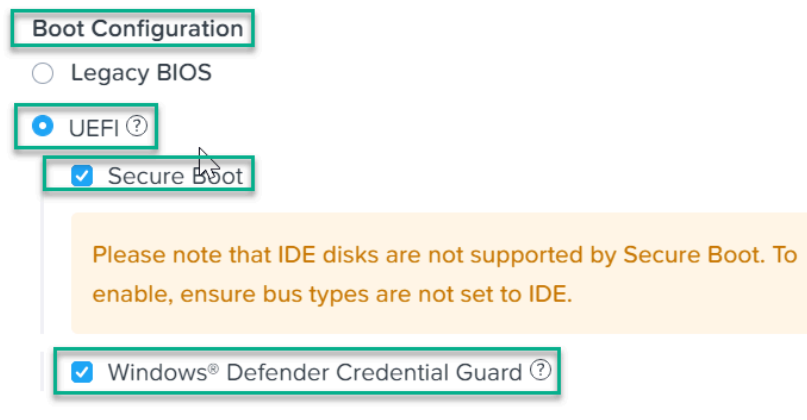 Boot Configuration
Legacy BIOS
UEFI ?
Secure Boot
Please note that IDE disks are not supported by Secure Boot. To
enable, ensure bus types are not set to IDE.
Windows® Defender Credential Guard ?